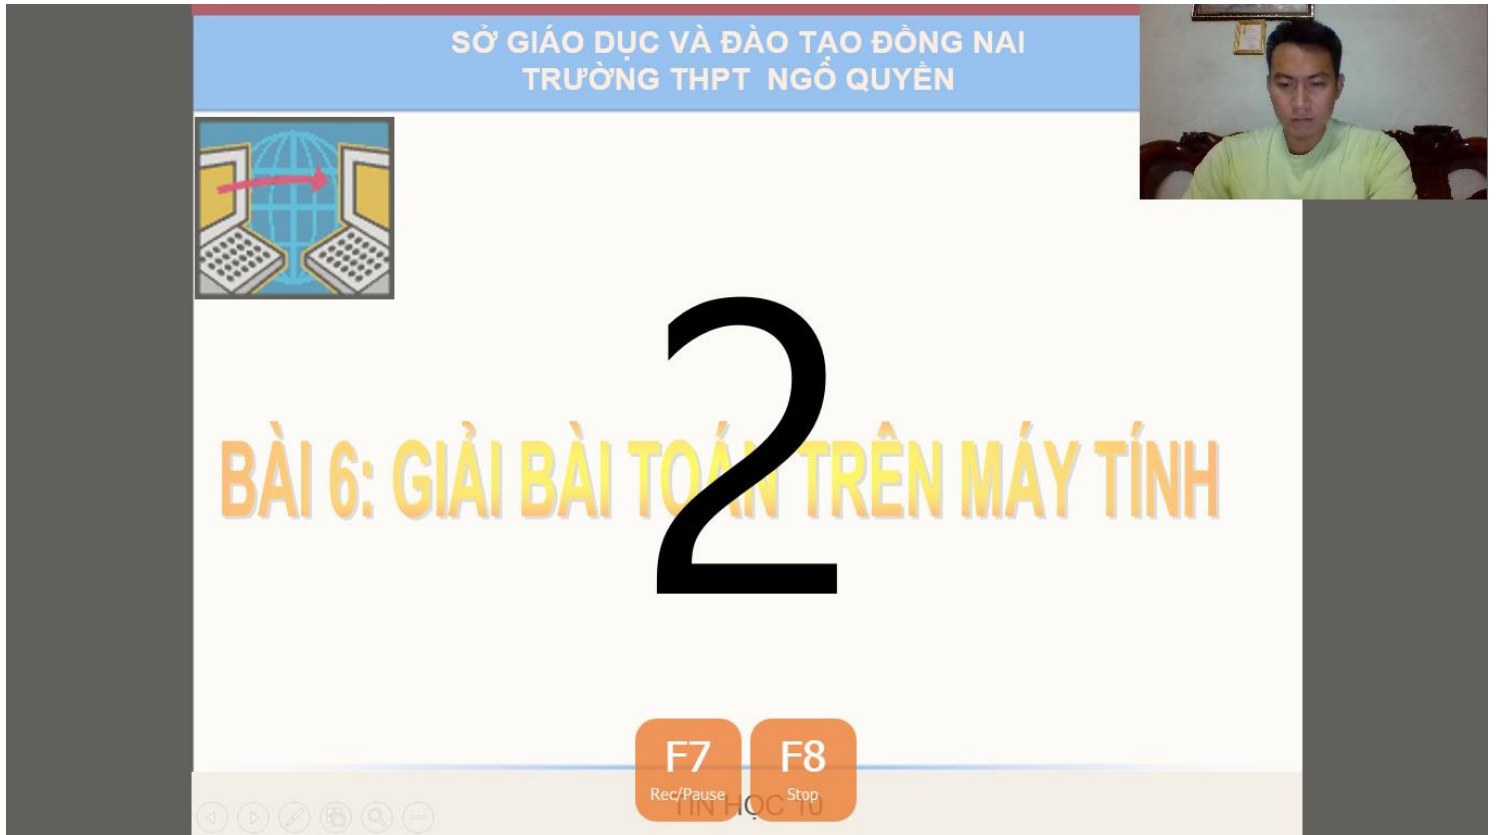 SỞ GIÁO DỤC VÀ ĐÀO TẠO ĐỒNG NAI
TRƯỜNG THPT NGÔ QUYỀN
2
BÀI 6: GIẢI BÀI TOÁN TRÊN MÁY TÍNH
F7 F8
Rec/Pause Stop
TIN HỌC 10